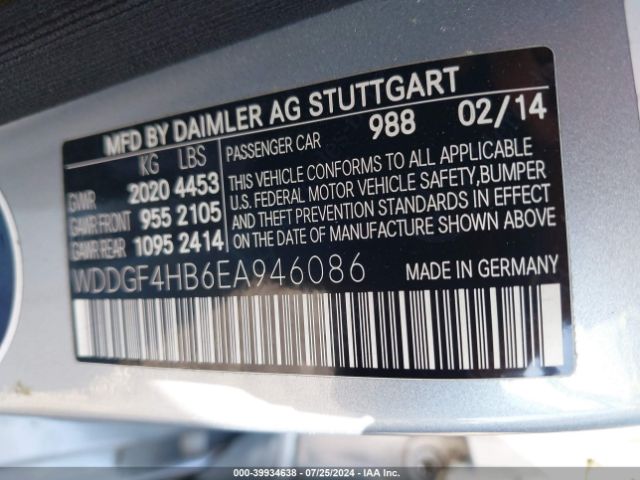 MFD BY DAIMLER AG STUTTGART
KG LBS
GWR 2020 4453
GAWR FRONT 955 2105
GAWR REAR 1095 2414
PASSENGER CAR 988 02/14
THIS VEHICLE CONFORMS TO ALL APPLICABLE
U.S. FEDERAL MOTOR VEHICLE SAFETY,BUMPER
AND THEFT PREVENTION STANDARDS IN EFFECT
ON THE DATE OF MANUFACTURE SHOWN ABOVE
WDDGF4HB6EA946086 MADE IN GERMANY
000-39934638 - 07/25/2024 - IAA Inc.